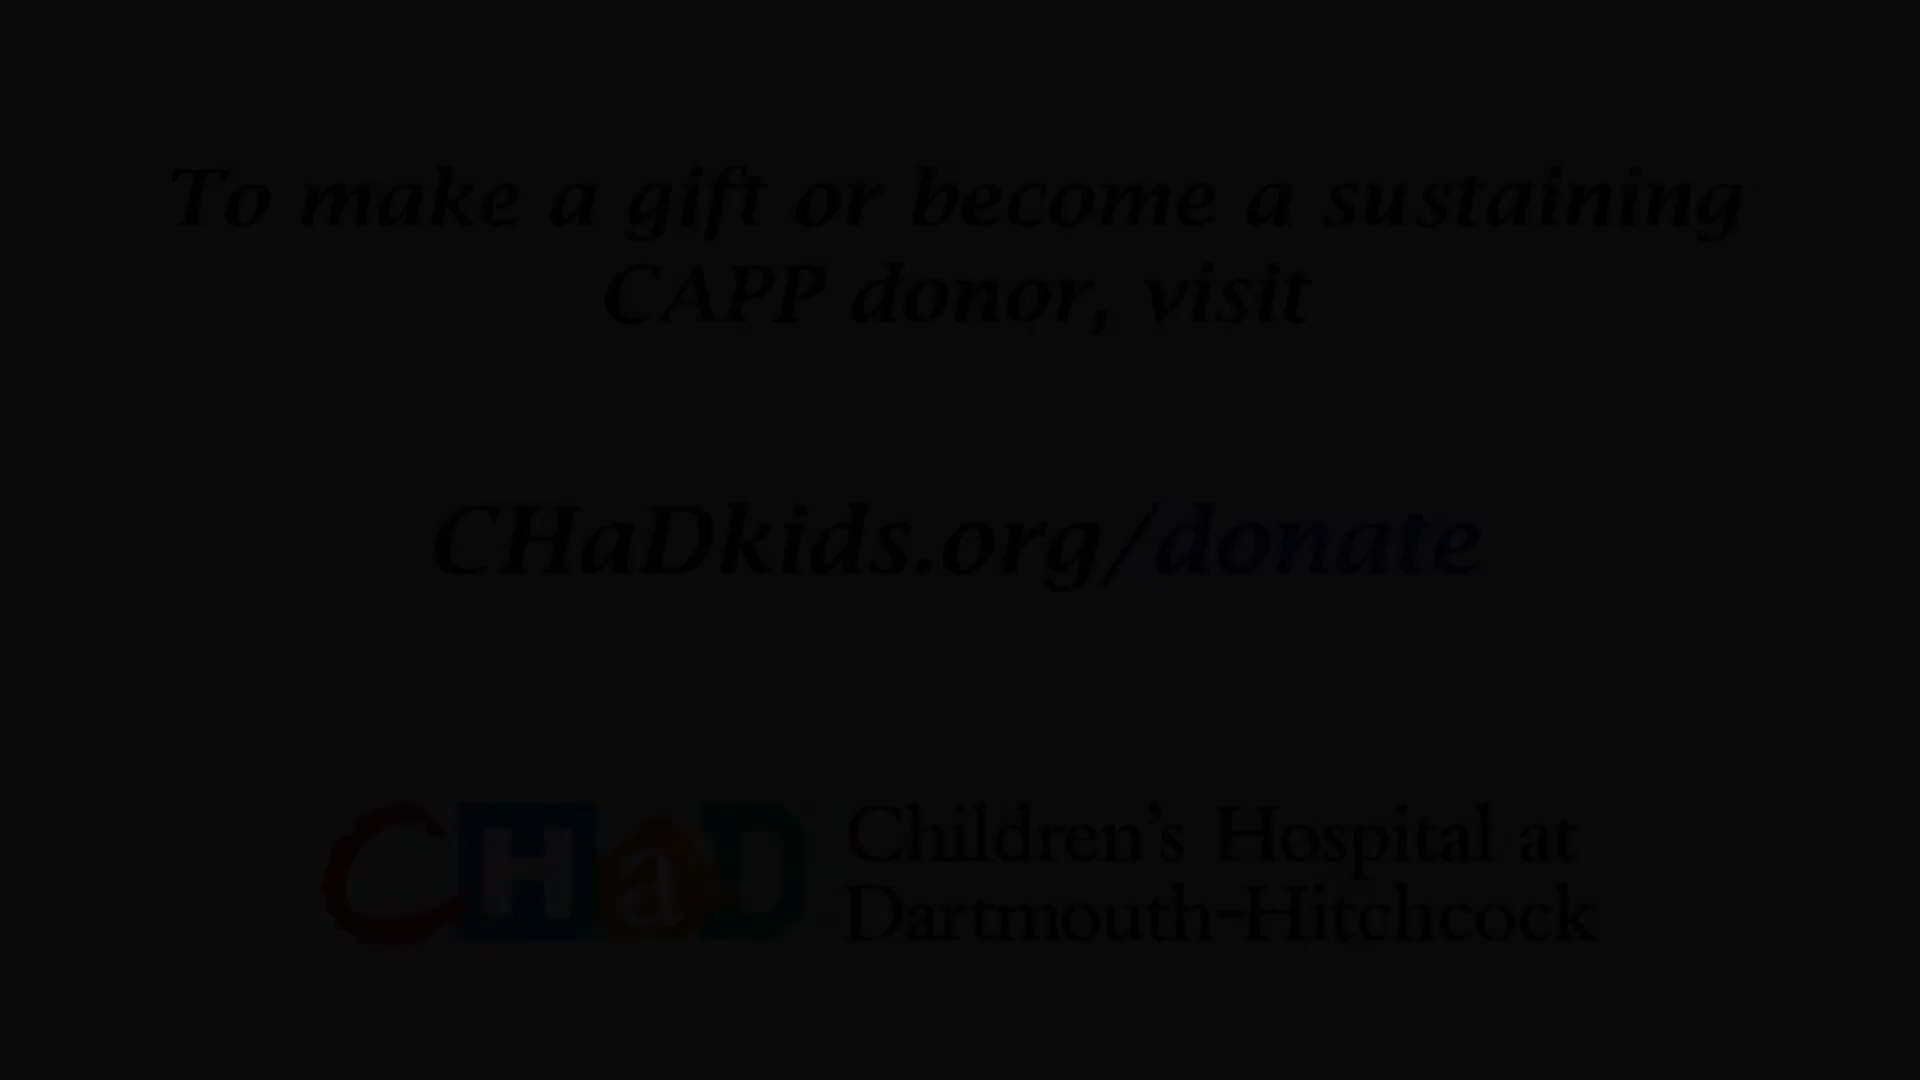 To make a gift or become a sustaining
CAPP donor, visit
CHaDkids.org/donate
CHaD Children's Hospital at
Dartmouth-Hitchcock